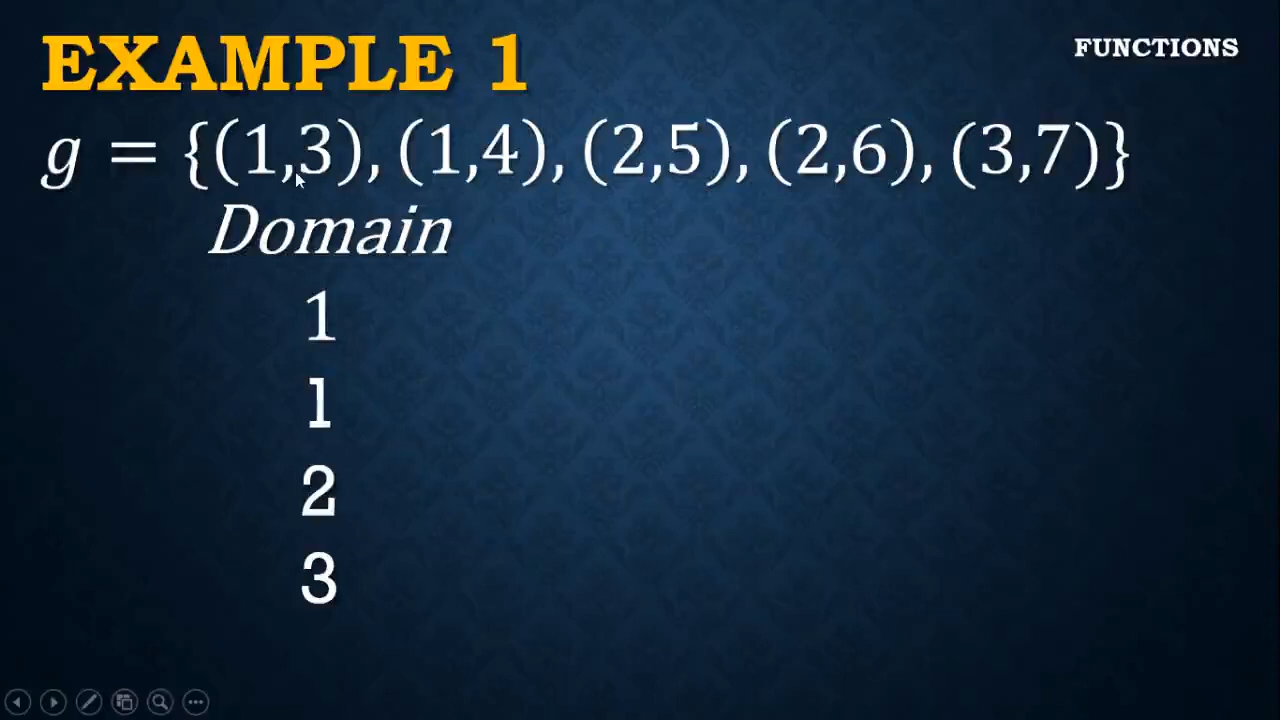 EXAMPLE 1
FUNCTIONS
g = {(1,3), (1,4), (2,5), (2,6), (3,7)}
Domain
1
1
2
3